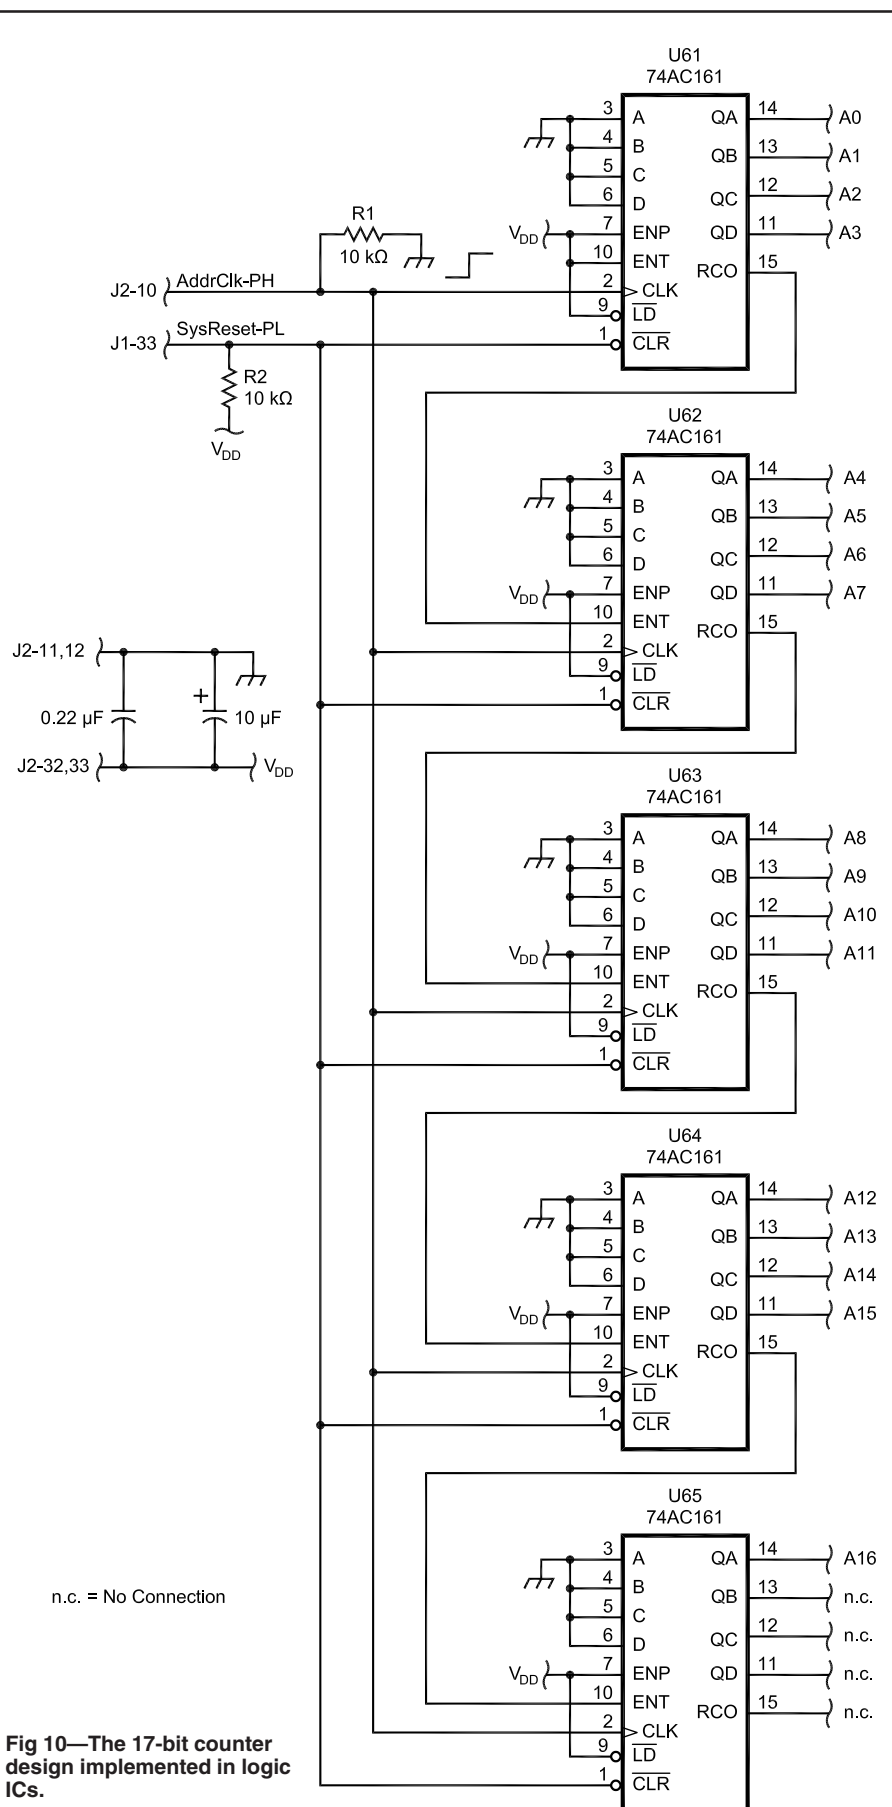 U61
74AC161
3 A QA 14 A0
4 B QB 13 A1
5 C QC 12 A2
6 D QD 11 A3
VDD 7 ENP
10 ENT RCO 15
2 CLK
9 LD
1 CLR
R1
10 kΩ
J2-10 AddrClk-PH
J1-33 SysReset-PL
R2
10 kΩ
VDD
U62
74AC161
3 A QA 14 A4
4 B QB 13 A5
5 C QC 12 A6
6 D QD 11 A7
VDD 7 ENP
10 ENT RCO 15
2 CLK
9 LD
1 CLR
J2-11,12
0.22 µF + 10 µF
J2-32,33 VDD
U63
74AC161
3 A QA 14 A8
4 B QB 13 A9
5 C QC 12 A10
6 D QD 11 A11
VDD 7 ENP
10 ENT RCO 15
2 CLK
9 LD
1 CLR
U64
74AC161
3 A QA 14 A12
4 B QB 13 A13
5 C QC 12 A14
6 D QD 11 A15
VDD 7 ENP
10 ENT RCO 15
2 CLK
9 LD
1 CLR
U65
74AC161
3 A QA 14 A16
4 B QB 13 n.c.
5 C QC 12 n.c.
6 D QD 11 n.c.
VDD 7 ENP
10 ENT RCO 15 n.c.
2 CLK
9 LD
1 CLR
n.c. = No Connection
Fig 10—The 17-bit counter
design implemented in logic
ICs.